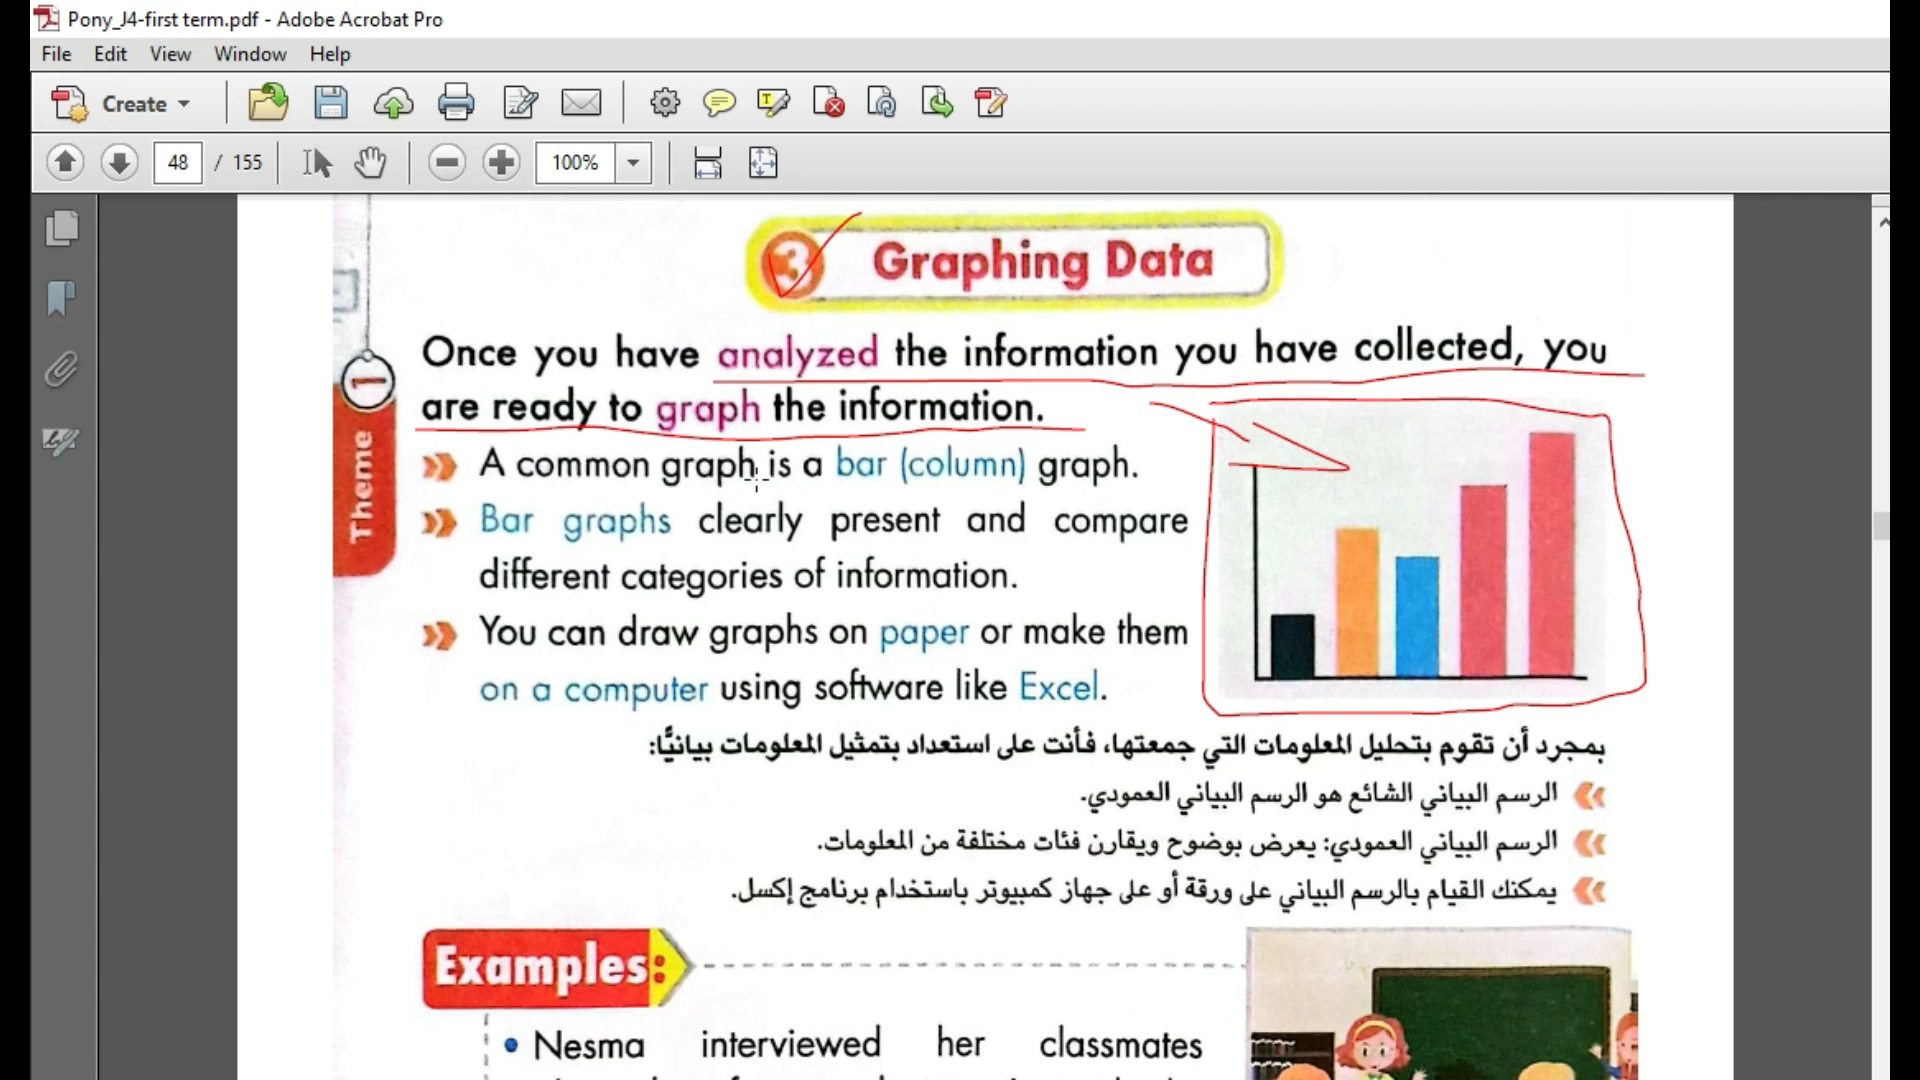 Pony_J4-first term.pdf - Adobe Acrobat Pro
File Edit View Window Help
Create
48 / 155 100%
3 Graphing Data
Once you have analyzed the information you have collected, you
are ready to graph the information.
A common graph is a bar (column) graph.
Bar graphs clearly present and compare
different categories of information.
You can draw graphs on paper or make them
on a computer using software like Excel.
Theme 1
بمجرد أن تقوم بتحليل المعلومات التي جمعتها، فأنت على استعداد بتمثيل المعلومات بيانيًّا:
الرسم البياني الشائع هو الرسم البياني العمودي.
الرسم البياني العمودي: يعرض بوضوح ويقارن فئات مختلفة من المعلومات.
يمكنك القيام بالرسم البياني على ورقة أو على جهاز كمبيوتر باستخدام برنامج إكسل.
Examples:
• Nesma interviewed her classmates